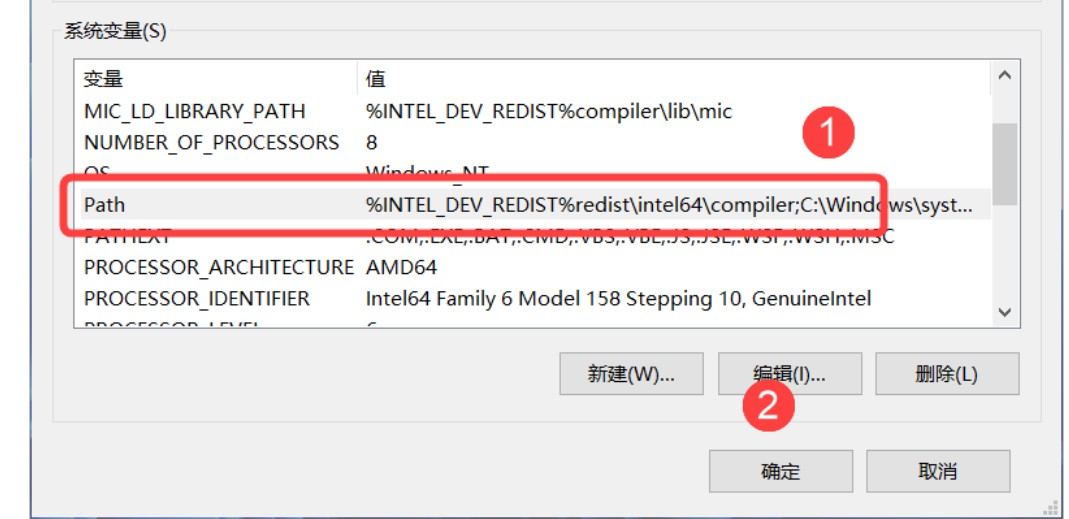 系统变量(S)
变量 值
MIC_LD_LIBRARY_PATH %INTEL_DEV_REDIST%compiler\lib\mic
NUMBER_OF_PROCESSORS 8
OS Windows_NT
Path %INTEL_DEV_REDIST%redist\intel64\compiler;C:\Windows\syst...
PATHEXT .COM;.EXE;.BAT;.CMD;.VBS;.VBE;.JS;.JSE;.WSF;.WSH;.MSC
PROCESSOR_ARCHITECTURE AMD64
PROCESSOR_IDENTIFIER Intel64 Family 6 Model 158 Stepping 10, GenuineIntel
PROCESSOR_LEVEL 6
1
新建(W)... 编辑(I)... 删除(L)
2
确定 取消